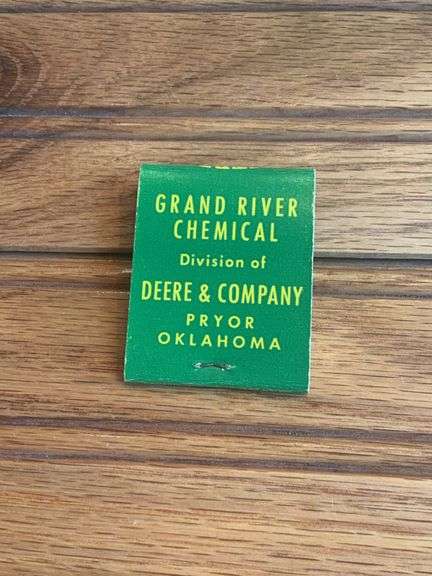 GRAND RIVER
CHEMICAL
Division of
DEERE & COMPANY
PRYOR
OKLAHOMA